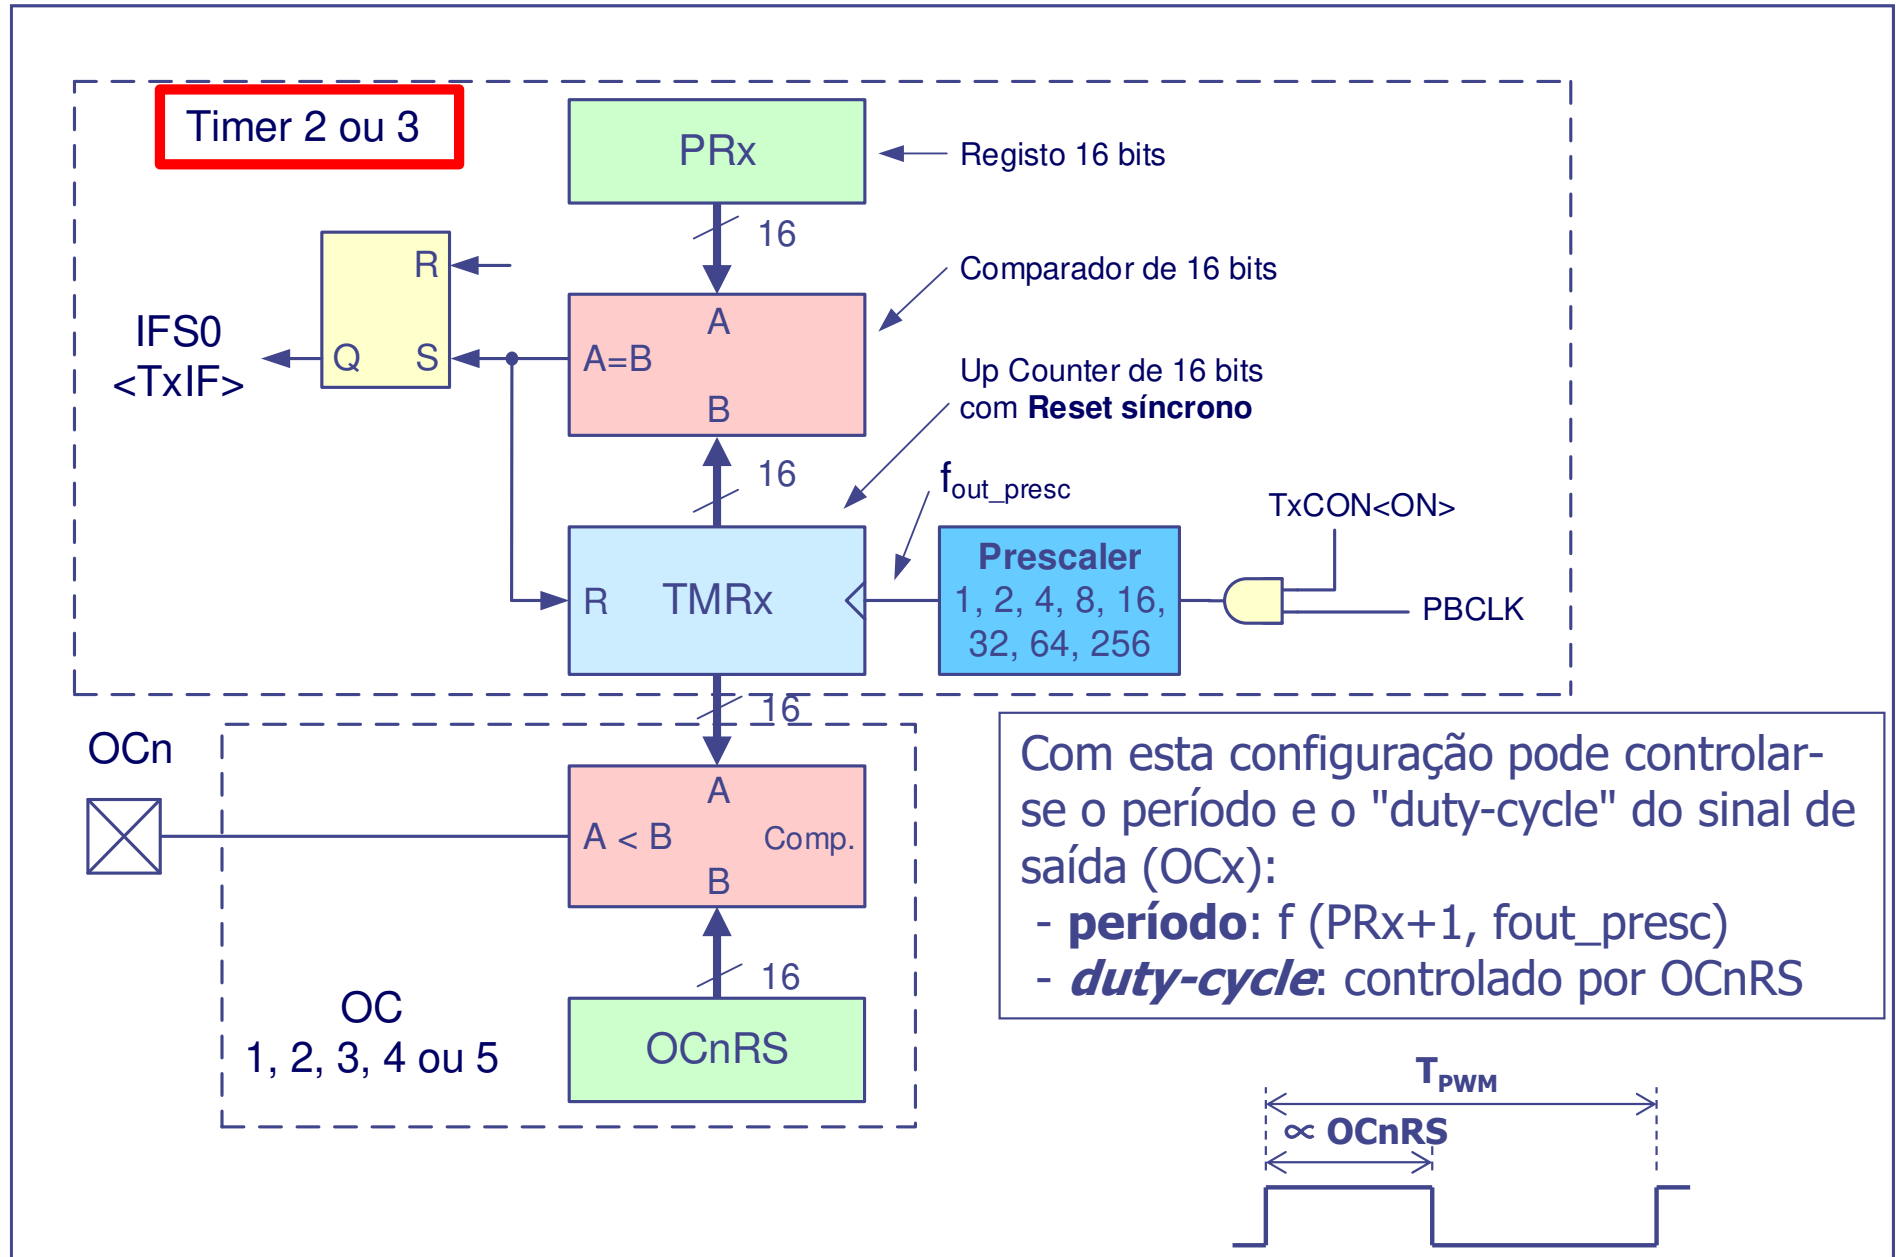 Timer 2 ou 3
PRx
Registo 16 bits
16
R
Comparador de 16 bits
A
IFS0
<TxIF>
Q
S
A=B
B
Up Counter de 16 bits
com Reset síncrono
16
fout_presc
TxCON<ON>
R
TMRx
Prescaler
1, 2, 4, 8, 16,
32, 64, 256
PBCLK
16
OCn
A
A < B
Comp.
B
16
OC
1, 2, 3, 4 ou 5
OCnRS
Com esta configuração pode controlar-
se o período e o "duty-cycle" do sinal de
saída (OCx):
- período: f (PRx+1, fout_presc)
- duty-cycle: controlado por OCnRS
TPWM
∝ OCnRS